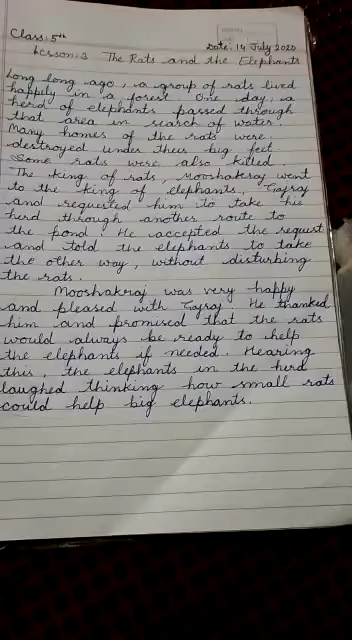 Class: 5th
Date: 14 July 2020
Lesson: 3 The Rats and the Elephants
Long long ago, a group of rats lived
happily in a forest. One day, a
herd of elephants passed through
that area in search of water.
Many homes of the rats were
destroyed under their big feet.
Some rats were also killed.
The king of rats, Mooshakraj went
to the king of elephants, Gajraj
and requested him to take his
herd through another route to
the pond. He accepted the request
and told the elephants to take
the other way, without disturbing
the rats.
Mooshakraj was very happy
and pleased with Gajraj. He thanked
him and promised that the rats
would always be ready to help
the elephants if needed. Hearing
this, the elephants in the herd
laughed thinking how small rats
could help big elephants.